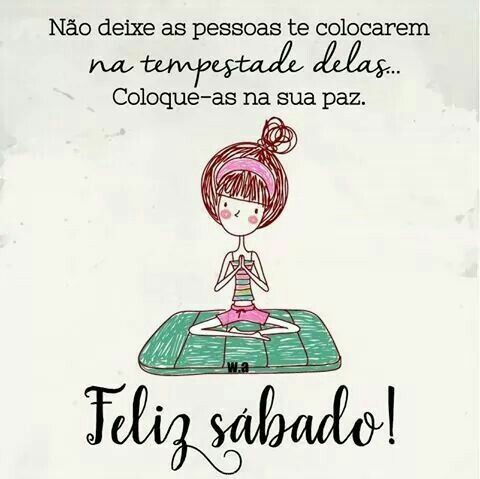 Não deixe as pessoas te colocarem
na tempestade delas...
Coloque-as na sua paz.
w.a
Feliz sábado!